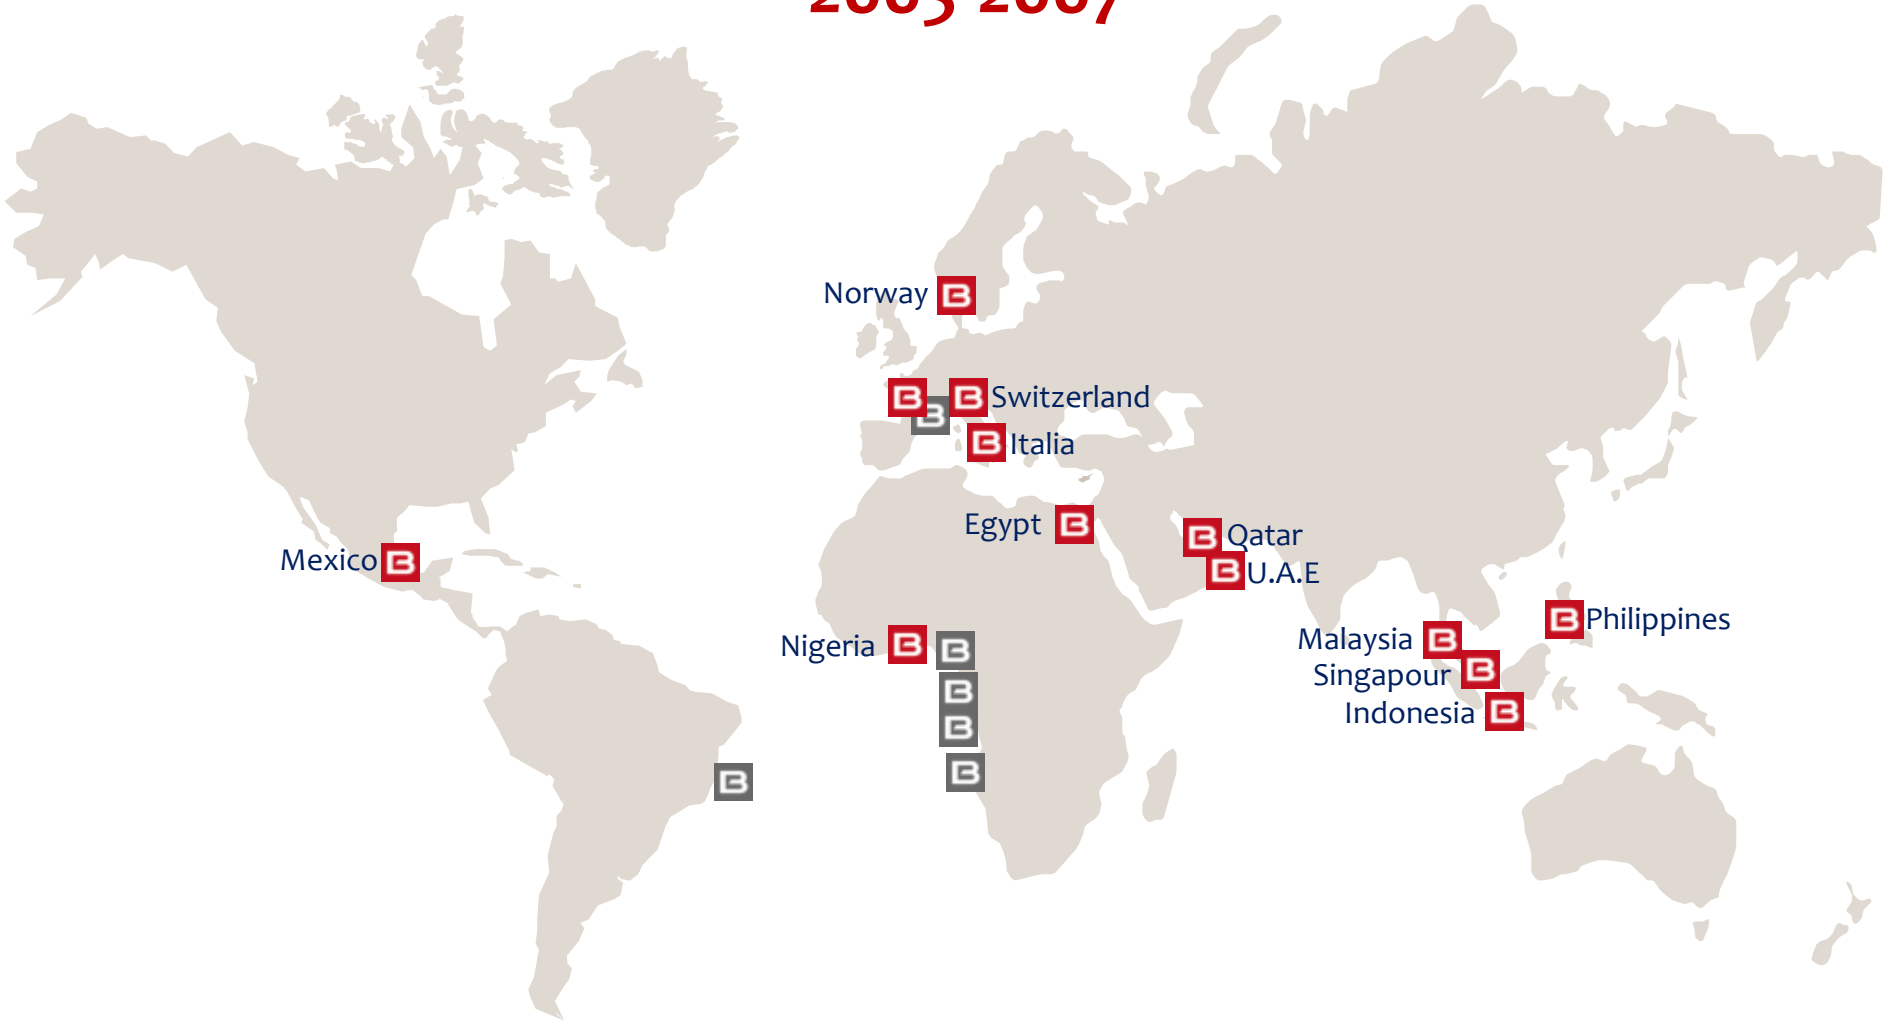 Norway
Switzerland
Italia
Egypt
Qatar
Mexico
U.A.E
Philippines
Nigeria
Malaysia
Singapour
Indonesia